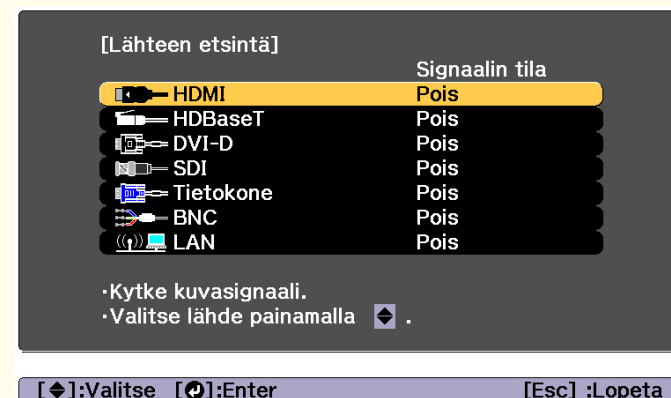 [Lähteen etsintä]
Signaalin tila
HDMI Pois
HDBaseT Pois
DVI-D Pois
SDI Pois
Tietokone Pois
BNC Pois
LAN Pois
·Kytke kuvasignaali.
·Valitse lähde painamalla .
[]:Valitse []:Enter [Esc] :Lopeta